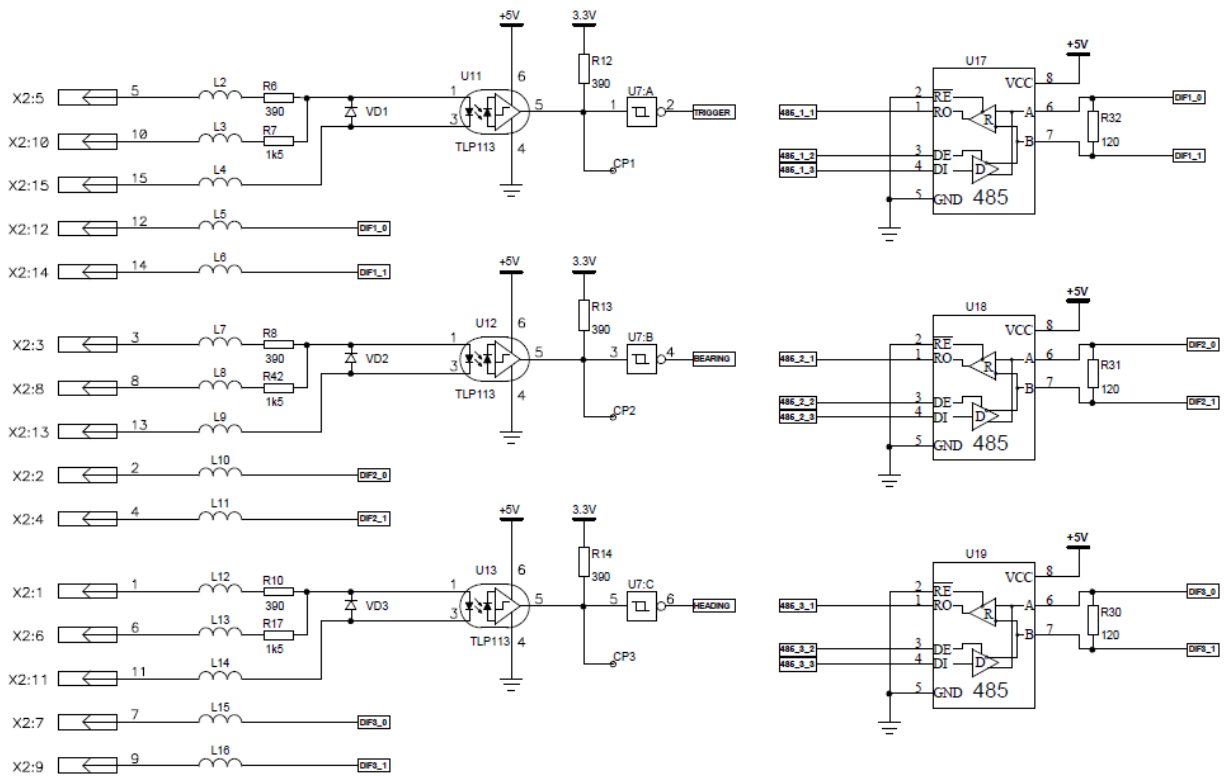 +5V 3.3V
+5V
R12
390
U17
VCC 8
U11
6
X2:5 5 L2 R6
390
1 5 1 U7:A 2 TRIGGER
VD1
3
TLP113
4
CP1
X2:10 10 L3 R7
1k5
X2:15 15 L4
X2:12 12 L5 DIF1_0
X2:14 14 L6 DIF1_1
2 RE
485_1_1 1 RO R A 6 DIF1_0
R32
120
B 7 DIF1_1
485_1_2 3 DE
485_1_3 4 DI D
5 GND 485
+5V 3.3V
+5V
R13
390
U18
VCC 8
U12
6
X2:3 3 L7 R8
390
1 5 3 U7:B 4 BEARING
VD2
3
TLP113
4
CP2
X2:8 8 L8 R42
1k5
X2:13 13 L9
X2:2 2 L10 DIF2_0
X2:4 4 L11 DIF2_1
2 RE
485_2_1 1 RO R A 6 DIF2_0
R31
120
B 7 DIF2_1
485_2_2 3 DE
485_2_3 4 DI D
5 GND 485
+5V 3.3V
+5V
R14
390
U19
VCC 8
U13
6
X2:1 1 L12 R10
390
1 5 5 U7:C 6 HEADING
VD3
3
TLP113
4
CP3
X2:6 6 L13 R17
1k5
X2:11 11 L14
X2:7 7 L15 DIF3_0
X2:9 9 L16 DIF3_1
2 RE
485_3_1 1 RO R A 6 DIF3_0
R30
120
B 7 DIF3_1
485_3_2 3 DE
485_3_3 4 DI D
5 GND 485